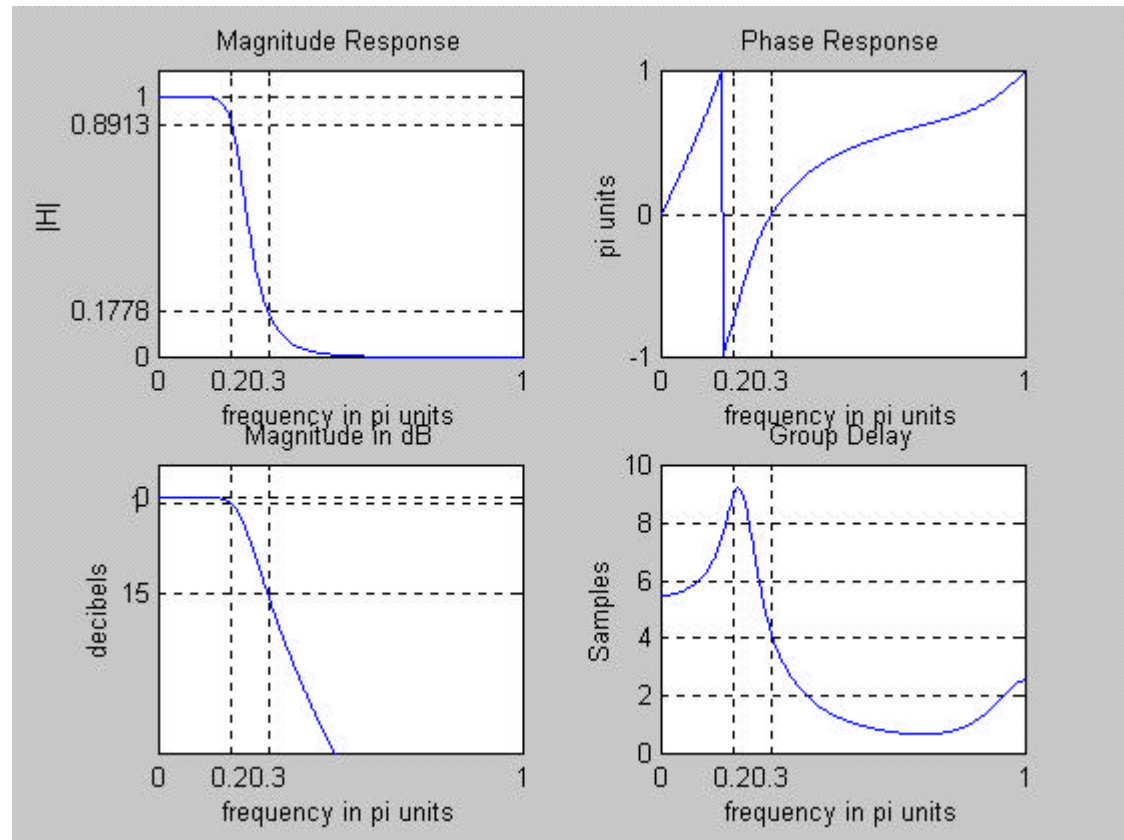 Magnitude Response
1
0.8913
|H|
0.1778
0
0 0.20.3 1
frequency in pi units
Phase Response
1
pi units
0
-1
0 0.20.3 1
frequency in pi units
Magnitude in dB
0
1
decibels
15
0 0.20.3 1
frequency in pi units
Group Delay
10
8
6
Samples
4
2
0
0 0.20.3 1
frequency in pi units